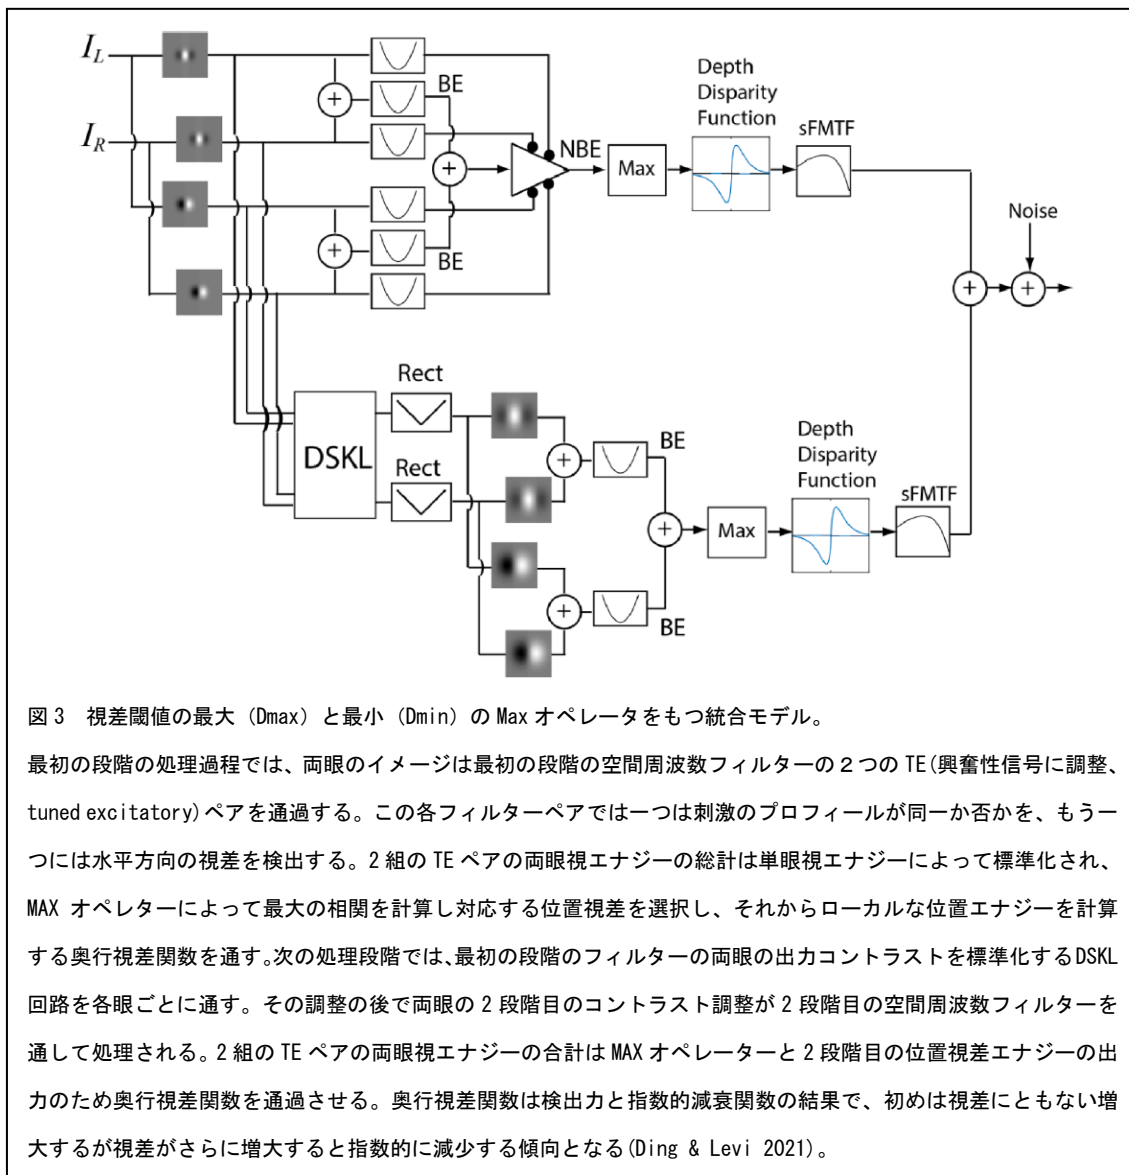 I_L
I_R
BE
BE
NBE
Max
Depth
Disparity
Function
sFMTF
Noise
DSKL
Rect
Rect
BE
BE
Max
Depth
Disparity
Function
sFMTF
図3 視差閾値の最大（Dmax）と最小（Dmin）のMaxオペレータをもつ統合モデル。
最初の段階の処理過程では、両眼のイメージは最初の段階の空間周波数フィルターの２つのTE(興奮性信号に調整、
tuned excitatory)ペアを通過する。この各フィルターペアでは一つは刺激のプロフィールが同一か否かを、もう一
つには水平方向の視差を検出する。2組のTEペアの両眼視エナジーの総計は単眼視エナジーによって標準化され、
MAX オペレターによって最大の相関を計算し対応する位置視差を選択し、それからローカルな位置エナジーを計算
する奥行視差関数を通す。次の処理段階では、最初の段階のフィルターの両眼の出力コントラストを標準化するDSKL
回路を各眼ごとに通す。その調整の後で両眼の2段階目のコントラスト調整が2段階目の空間周波数フィルターを
通して処理される。2組のTEペアの両眼視エナジーの合計はMAXオペレーターと2段階目の位置視差エナジーの出
力のため奥行視差関数を通過させる。奥行視差関数は検出力と指数的減衰関数の結果で、初めは視差にともない増
大するが視差がさらに増大すると指数的に減少する傾向となる(Ding & Levi 2021)。